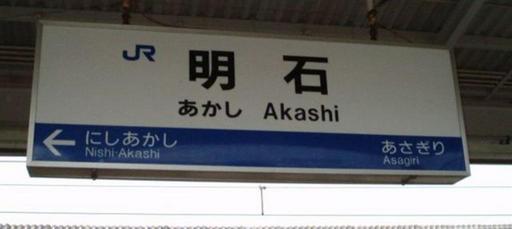 JR
明石
あかし Akashi
にしあかし あさぎり
Nishi-Akashi Asagiri